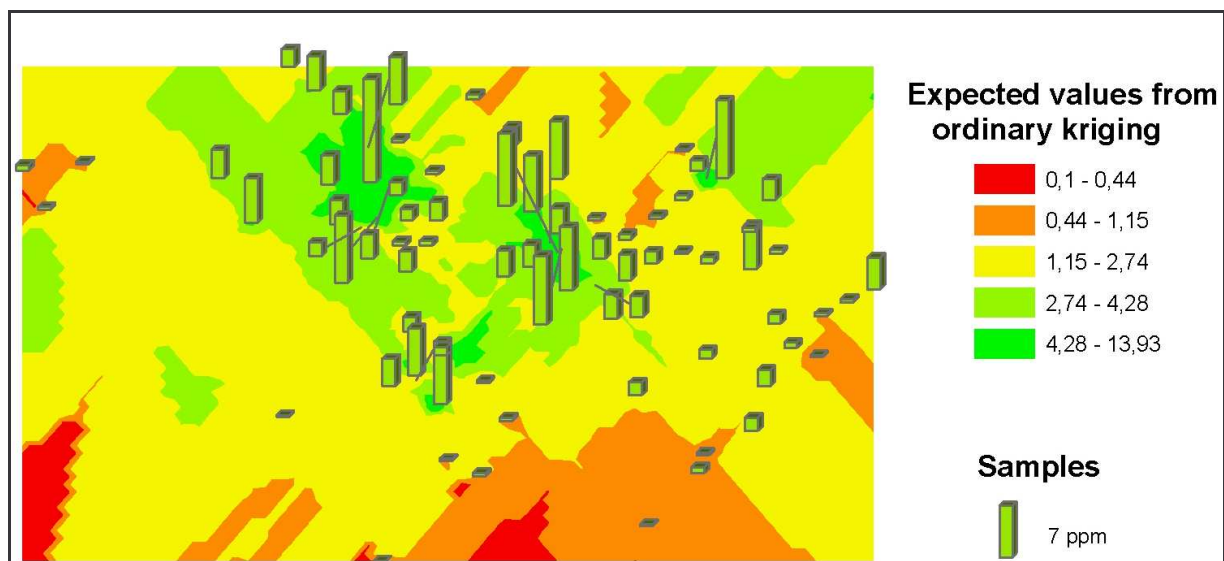 Expected values from
ordinary kriging
0,1 - 0,44
0,44 - 1,15
1,15 - 2,74
2,74 - 4,28
4,28 - 13,93
Samples
7 ppm